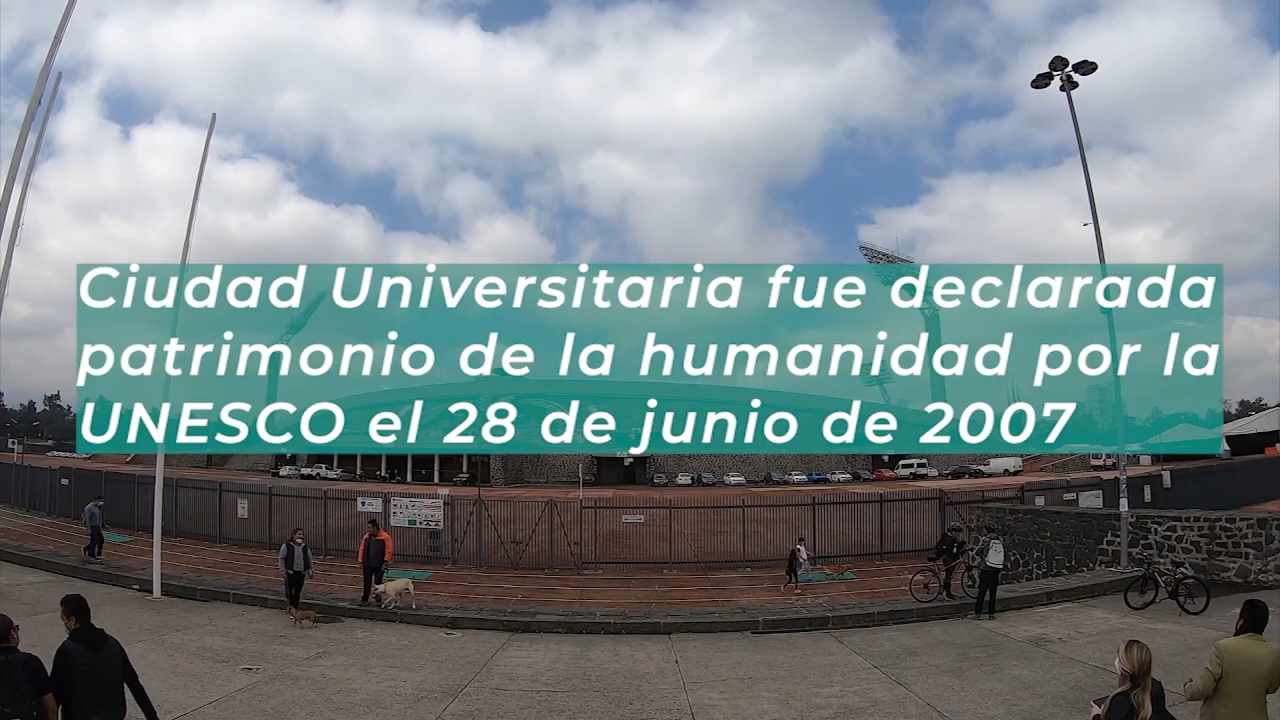 Ciudad Universitaria fue declarada
patrimonio de la humanidad por la
UNESCO el 28 de junio de 2007